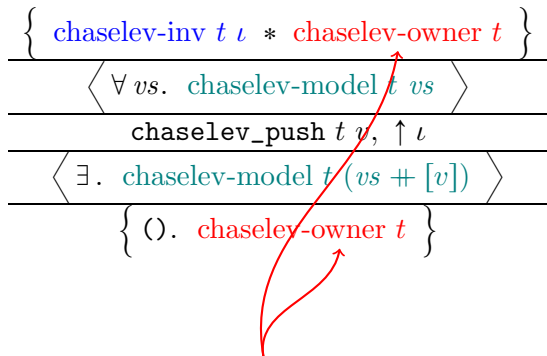 { chaselev-inv t ι ∗ chaselev-owner t }
⟨ ∀ vs. chaselev-model t vs ⟩
chaselev_push t v, ↑ ι
⟨ ∃ . chaselev-model t (vs ⧺ [v]) ⟩
{ (). chaselev-owner t }